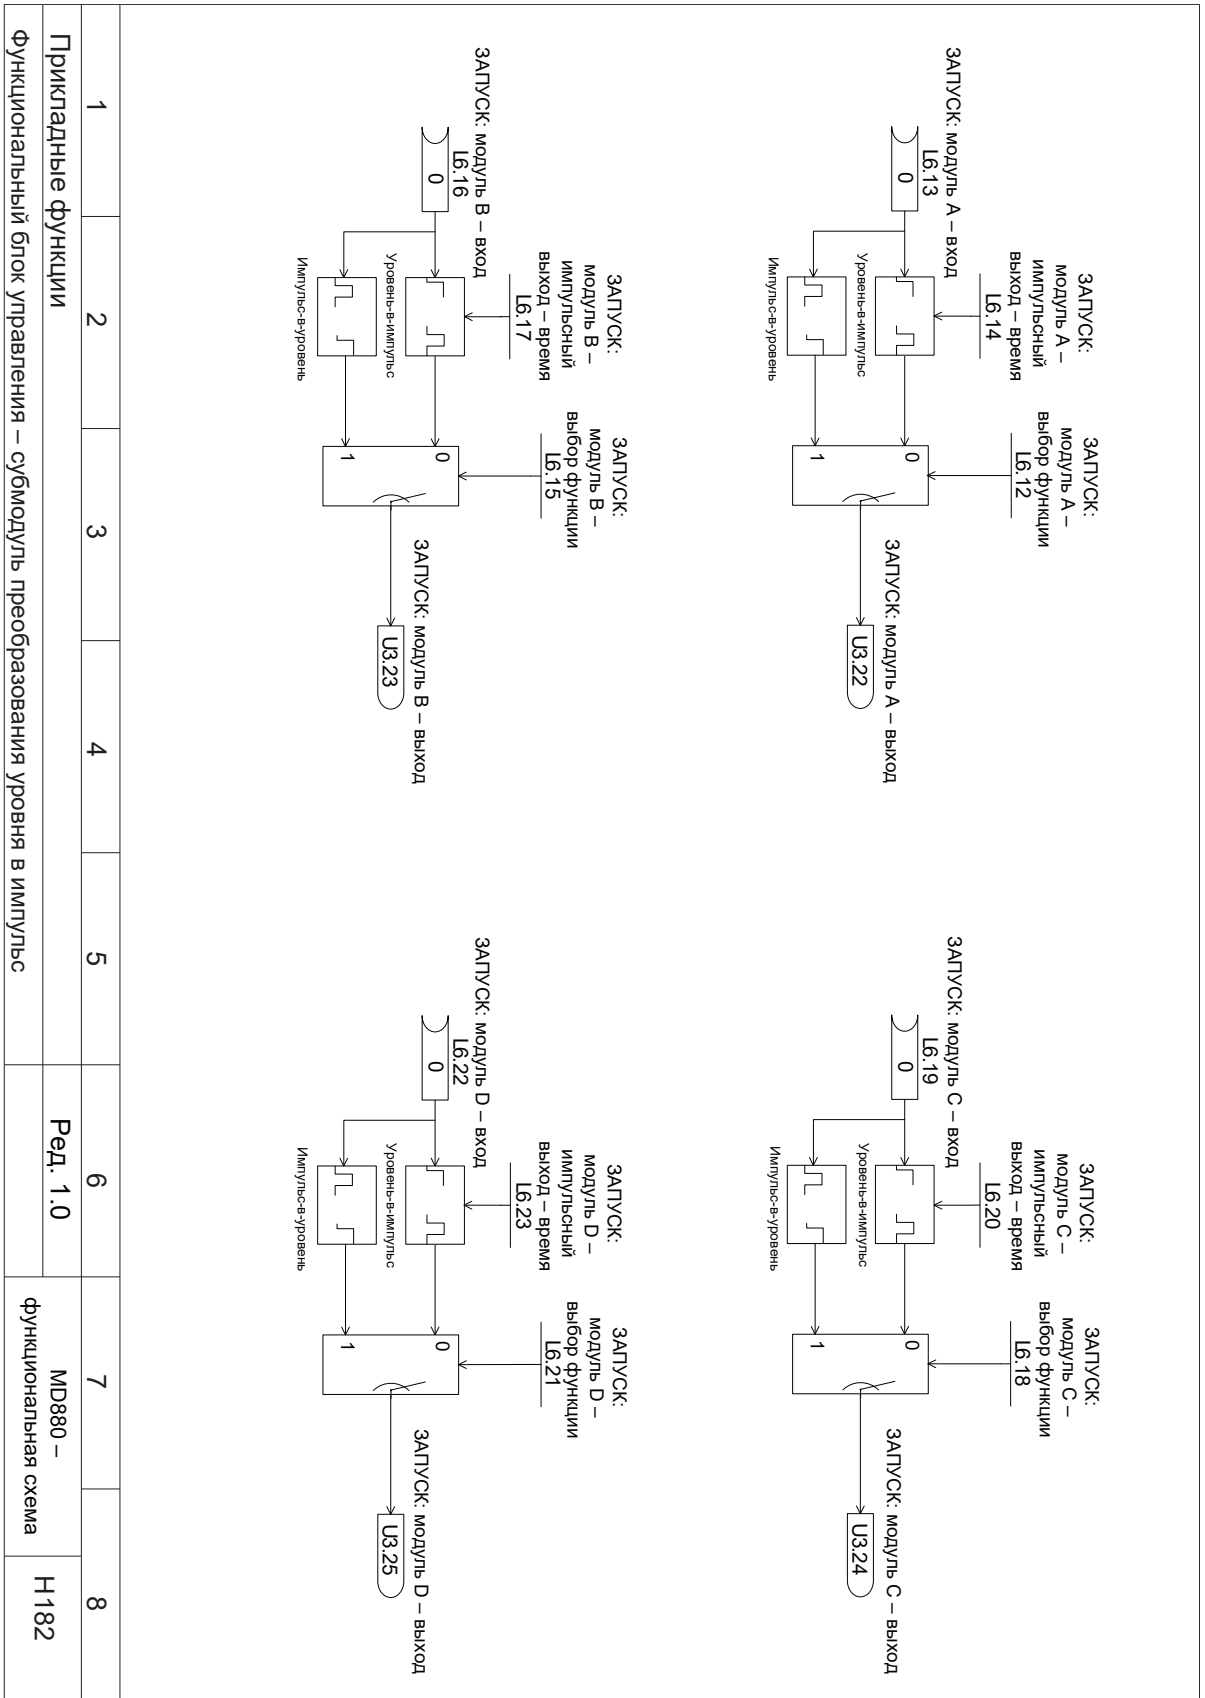 ЗАПУСК: модуль A – вход
L6.13
0
ЗАПУСК:
модуль A –
импульсный
выход – время
L6.14
Уровень-в-импульс
Импульс-в-уровень
ЗАПУСК:
модуль A –
выбор функции
L6.12
0
1
ЗАПУСК: модуль A – выход
U3.22
ЗАПУСК: модуль C – вход
L6.19
0
ЗАПУСК:
модуль C –
импульсный
выход – время
L6.20
Уровень-в-импульс
Импульс-в-уровень
ЗАПУСК:
модуль C –
выбор функции
L6.18
0
1
ЗАПУСК: модуль C – выход
U3.24
ЗАПУСК: модуль B – вход
L6.16
0
ЗАПУСК:
модуль B –
импульсный
выход – время
L6.17
Уровень-в-импульс
Импульс-в-уровень
ЗАПУСК:
модуль B –
выбор функции
L6.15
0
1
ЗАПУСК: модуль B – выход
U3.23
ЗАПУСК: модуль D – вход
L6.22
0
ЗАПУСК:
модуль D –
импульсный
выход – время
L6.23
Уровень-в-импульс
Импульс-в-уровень
ЗАПУСК:
модуль D –
выбор функции
L6.21
0
1
ЗАПУСК: модуль D – выход
U3.25
1 2 3 4 5 6 7 8
Прикладные функции
Ред. 1.0
MD880 –
функциональная схема
H182
Функциональный блок управления – субмодуль преобразования уровня в импульс